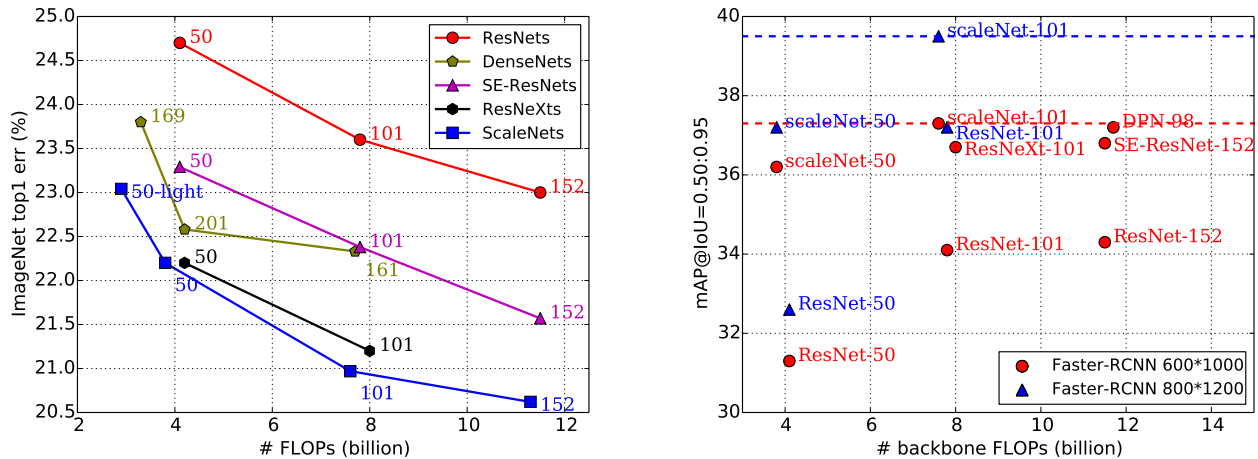 25.0
24.5
24.0
23.5
23.0
22.5
22.0
21.5
21.0
20.5
ImageNet top1 err (%)
2
4
6
8
10
12
# FLOPs (billion)
50
101
152
169
201
161
50
101
152
50
101
50-light
50
101
152
ResNets
DenseNets
SE-ResNets
ResNeXts
ScaleNets
40
38
36
34
32
30
mAP@IoU=0.50:0.95
4
6
8
10
12
14
# backbone FLOPs (billion)
scaleNet-101
scaleNet-50
scaleNet-101
ResNet-101
DPN-98
ResNeXt-101
SE-ResNet-152
scaleNet-50
ResNet-101
ResNet-152
ResNet-50
ResNet-50
Faster-RCNN 600*1000
Faster-RCNN 800*1200